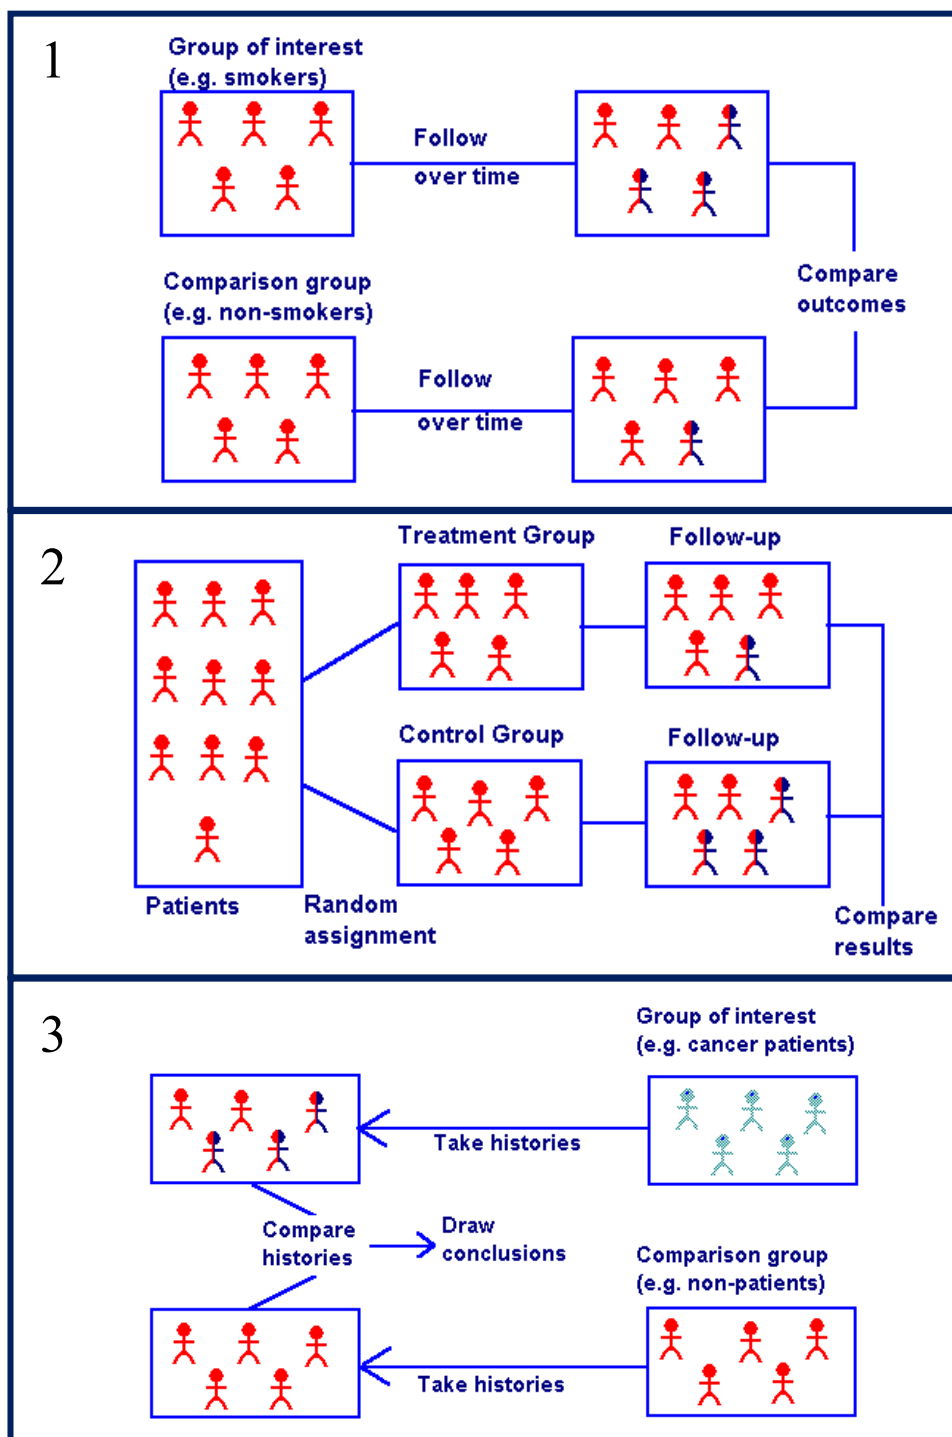 1
Group of interest
(e.g. smokers)
Follow
over time
Comparison group
(e.g. non-smokers)
Follow
over time
Compare
outcomes
2
Treatment Group
Follow-up
Control Group
Follow-up
Patients
Random
assignment
Compare
results
3
Group of interest
(e.g. cancer patients)
Take histories
Compare
histories
Draw
conclusions
Comparison group
(e.g. non-patients)
Take histories